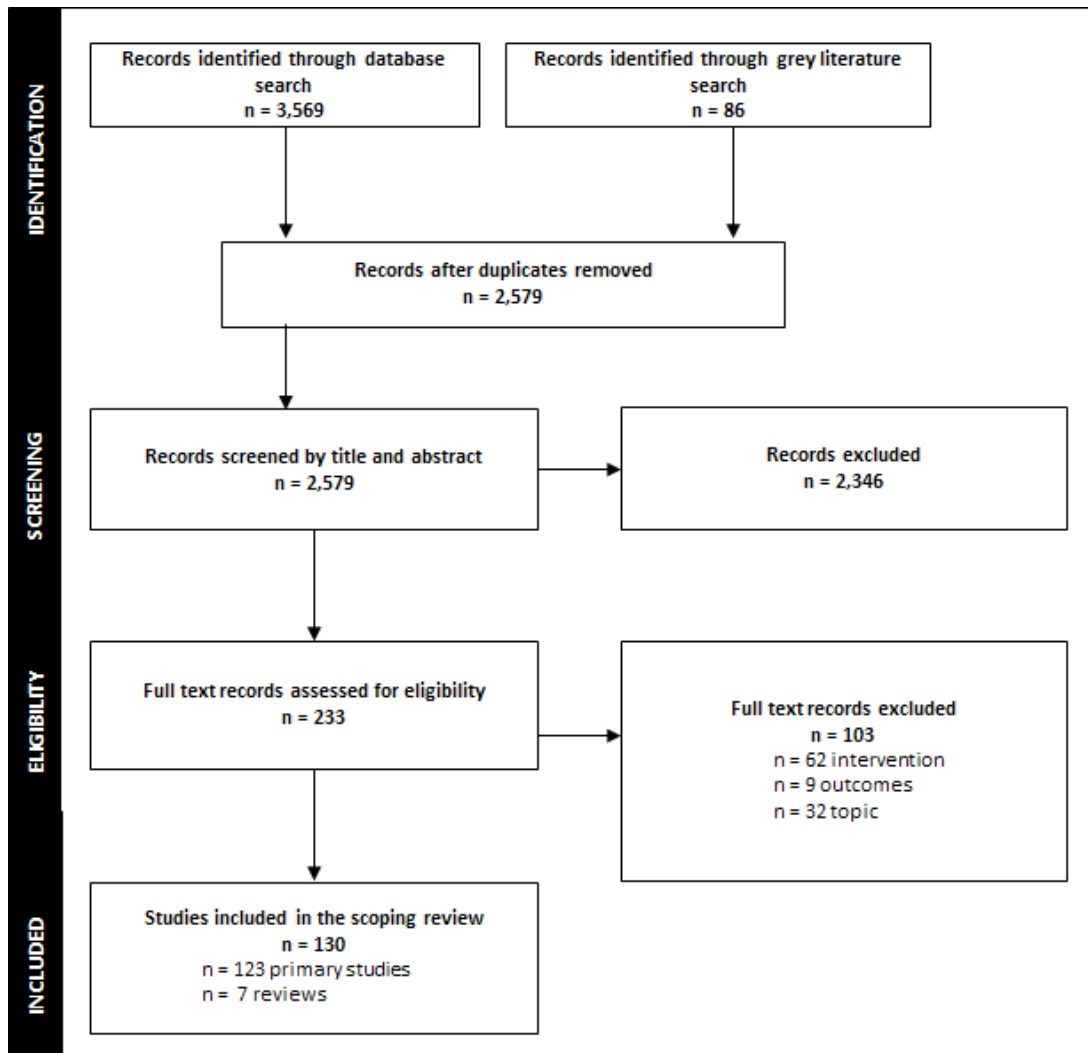 IDENTIFICATION
Records identified through database
search
n = 3,569
Records identified through grey literature
search
n = 86
Records after duplicates removed
n = 2,579
SCREENING
Records screened by title and abstract
n = 2,579
Records excluded
n = 2,346
ELIGIBILITY
Full text records assessed for eligibility
n = 233
Full text records excluded
n = 103
n = 62 intervention
n = 9 outcomes
n = 32 topic
INCLUDED
Studies included in the scoping review
n = 130
n = 123 primary studies
n = 7 reviews